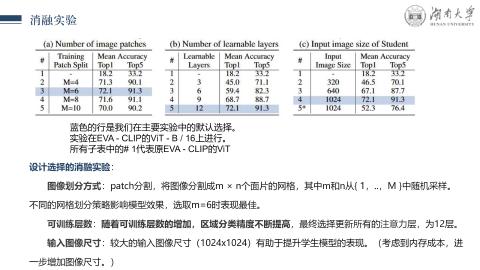 消融实验
湖南大学
HUNAN UNIVERSITY
(a) Number of image patches
# Training Patch Split Mean Accuracy Top1 Top5
1 - 18.2 33.2
2 M=4 71.3 90.1
3 M=6 72.1 91.3
4 M=8 71.6 91.1
5 M=10 70.0 90.2
(b) Number of learnable layers
# Learnable Layers Mean Accuracy Top1 Top5
1 - 18.2 33.2
2 3 45.0 71.1
3 6 59.4 82.3
4 9 68.7 88.7
5 12 72.1 91.3
(c) Input image size of Student
# Input Image Size Mean Accuracy Top1 Top5
1 - 18.2 33.2
2 320 46.5 70.1
3 640 67.1 87.7
4 1024 72.1 91.3
5* 1024 52.3 76.4
蓝色的行是我们在主要实验中的默认选择。
实验在EVA - CLIP的ViT - B / 16上进行。
所有子表中的# 1代表原EVA - CLIP的ViT
设计选择的消融实验：
图像划分方式：patch分割，将图像分割成m × n个面片的网格，其中m和n从{ 1，..，M }中随机采样。
不同的网格划分策略影响模型效果，选取m=6时表现最佳。
可训练层数：随着可训练层数的增加，区域分类精度不断提高，最终选择更新所有的注意力层，为12层。
输入图像尺寸：较大的输入图像尺寸（1024x1024）有助于提升学生模型的表现。（考虑到内存成本，进
一步增加图像尺寸。）